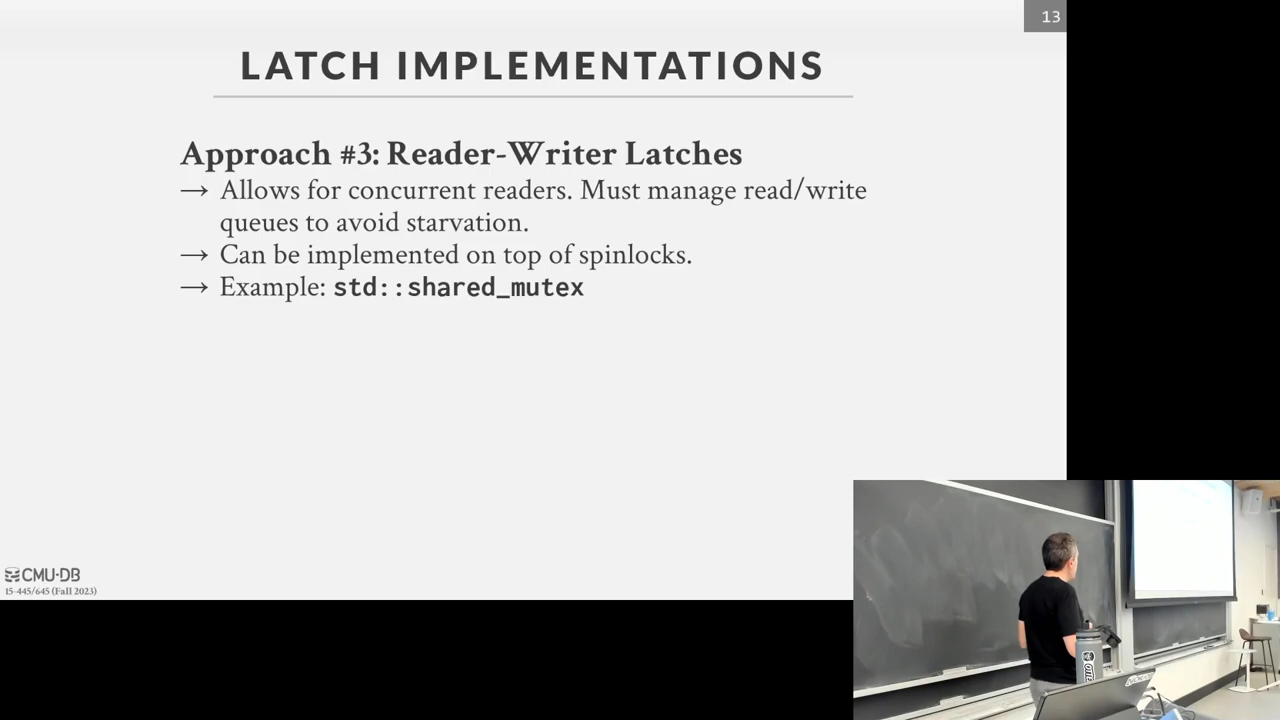 13
LATCH IMPLEMENTATIONS
Approach #3: Reader-Writer Latches
→ Allows for concurrent readers. Must manage read/write
queues to avoid starvation.
→ Can be implemented on top of spinlocks.
→ Example: std::shared_mutex
CMU·DB
15-445/645 (Fall 2023)